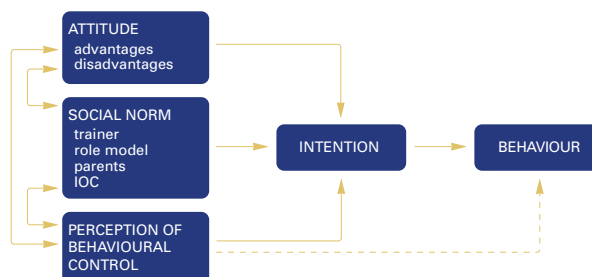 ATTITUDE
advantages
disadvantages
SOCIAL NORM
trainer
role model
parents
IOC
INTENTION
BEHAVIOUR
PERCEPTION OF
BEHAVIOURAL
CONTROL